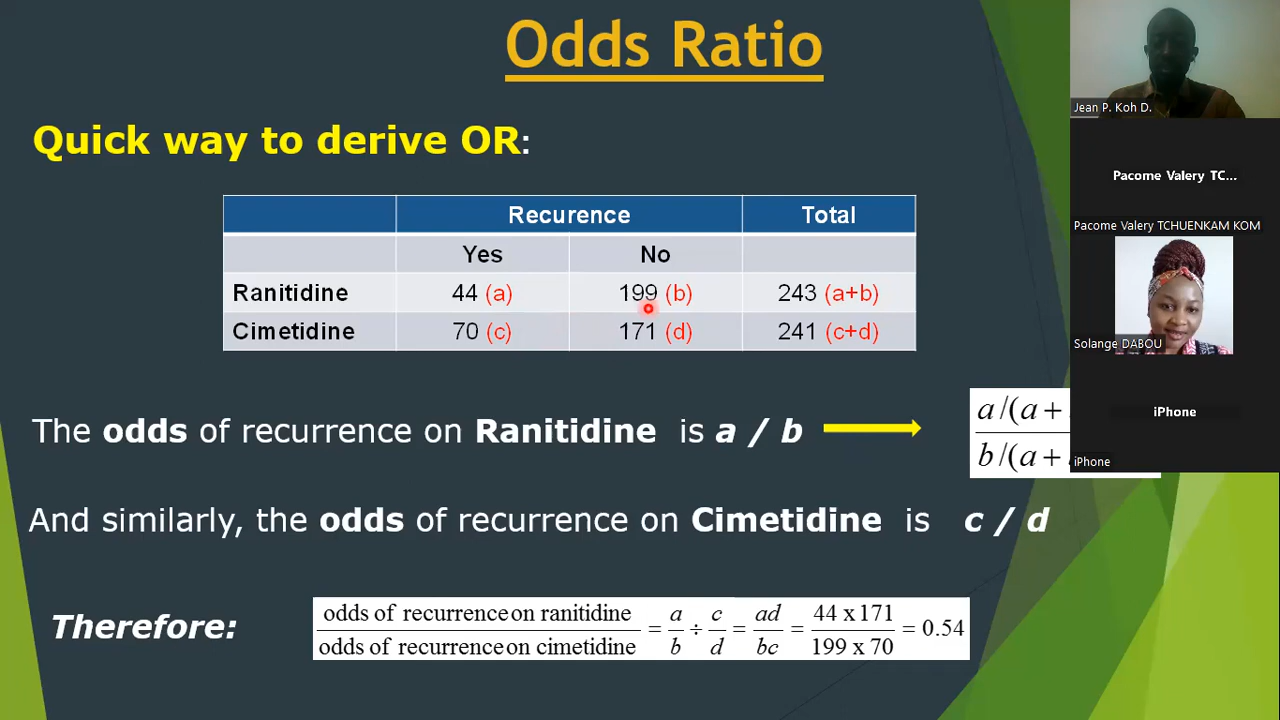 Odds Ratio
Quick way to derive OR:
Recurence Total
Yes No
Ranitidine 44 (a) 199 (b) 243 (a+b)
Cimetidine 70 (c) 171 (d) 241 (c+d)
The odds of recurrence on Ranitidine is a / b
a /(a +
b /(a +
And similarly, the odds of recurrence on Cimetidine is c / d
Therefore:
odds of recurrence on ranitidine
odds of recurrence on cimetidine
= a/b ÷ c/d = ad/bc = 44 x 171/199 x 70 = 0.54
Jean P. Koh D.
Pacome Valery TC...
Pacome Valery TCHUENKAM KOM
Solange DABOU
iPhone
iPhone